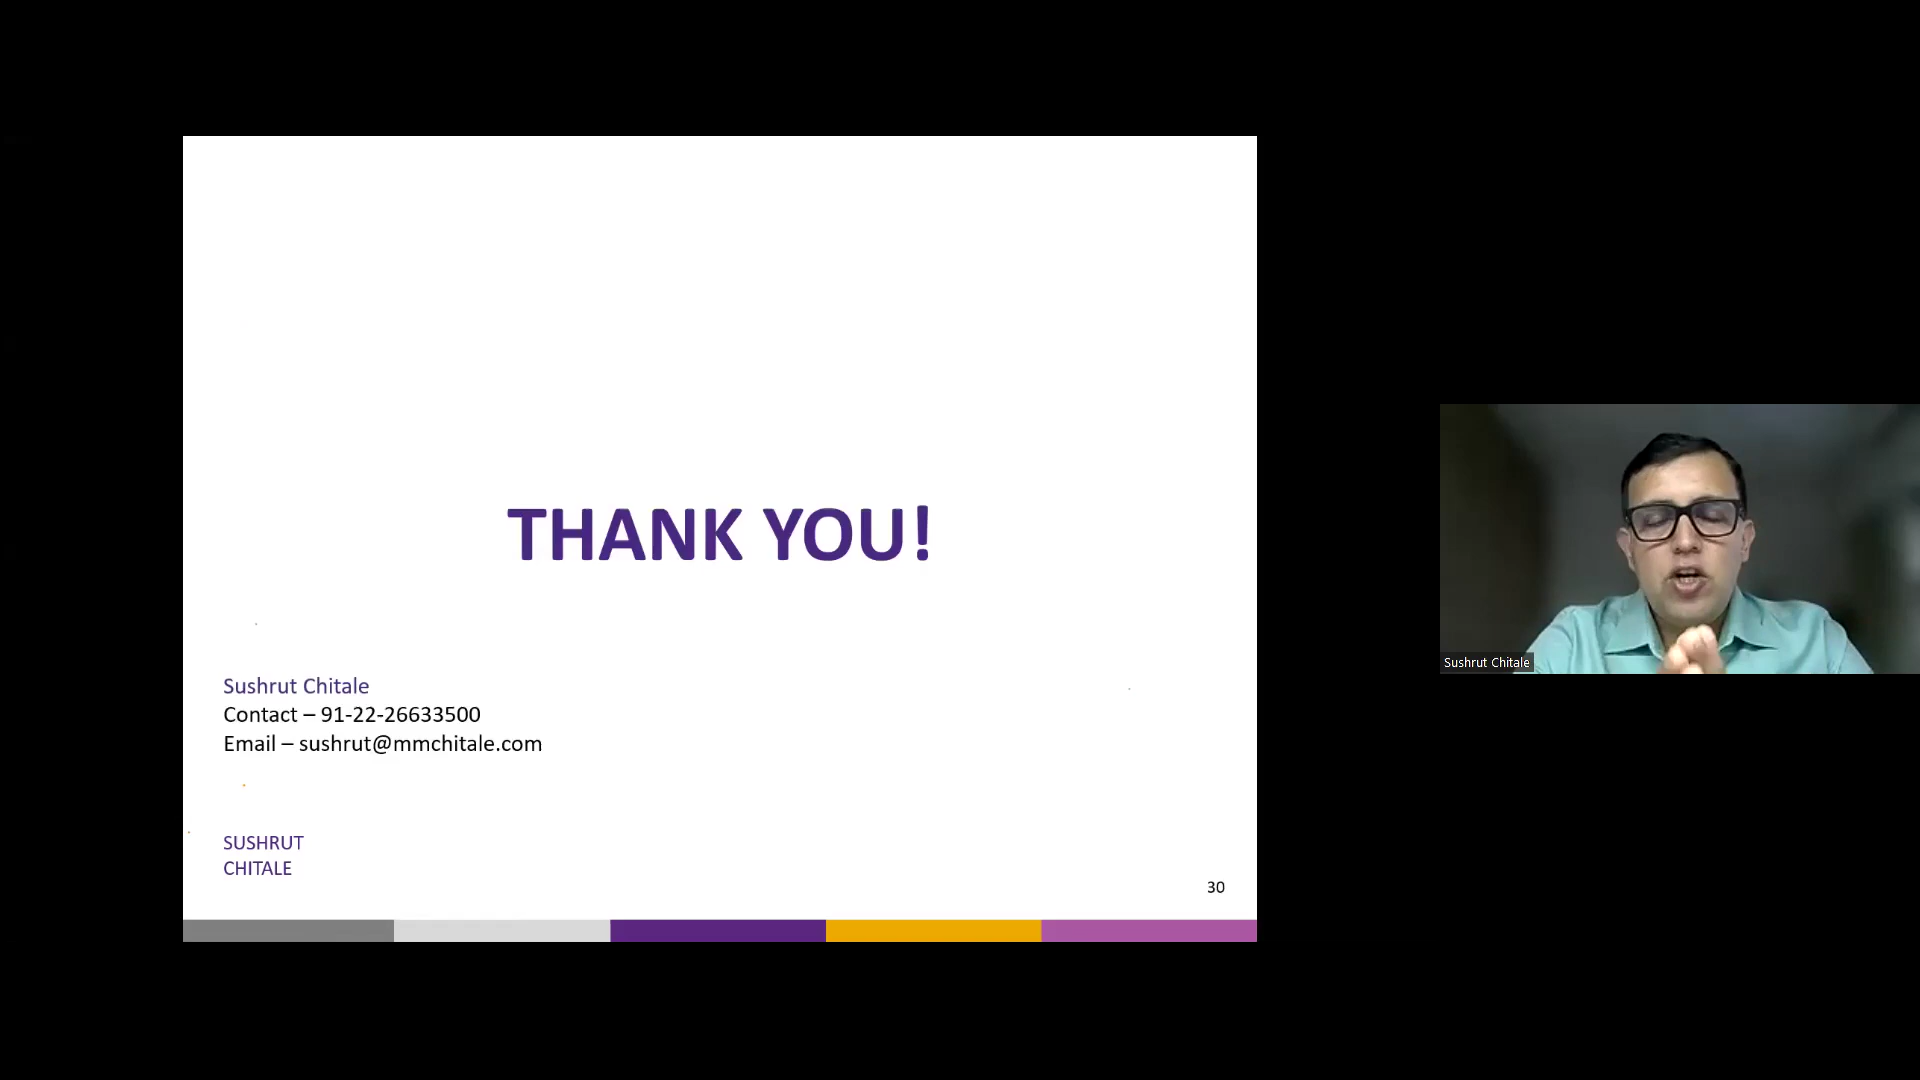 THANK YOU!
Sushrut Chitale
Contact – 91-22-26633500
Email – sushrut@mmchitale.com
SUSHRUT
CHITALE
30
Sushrut Chitale